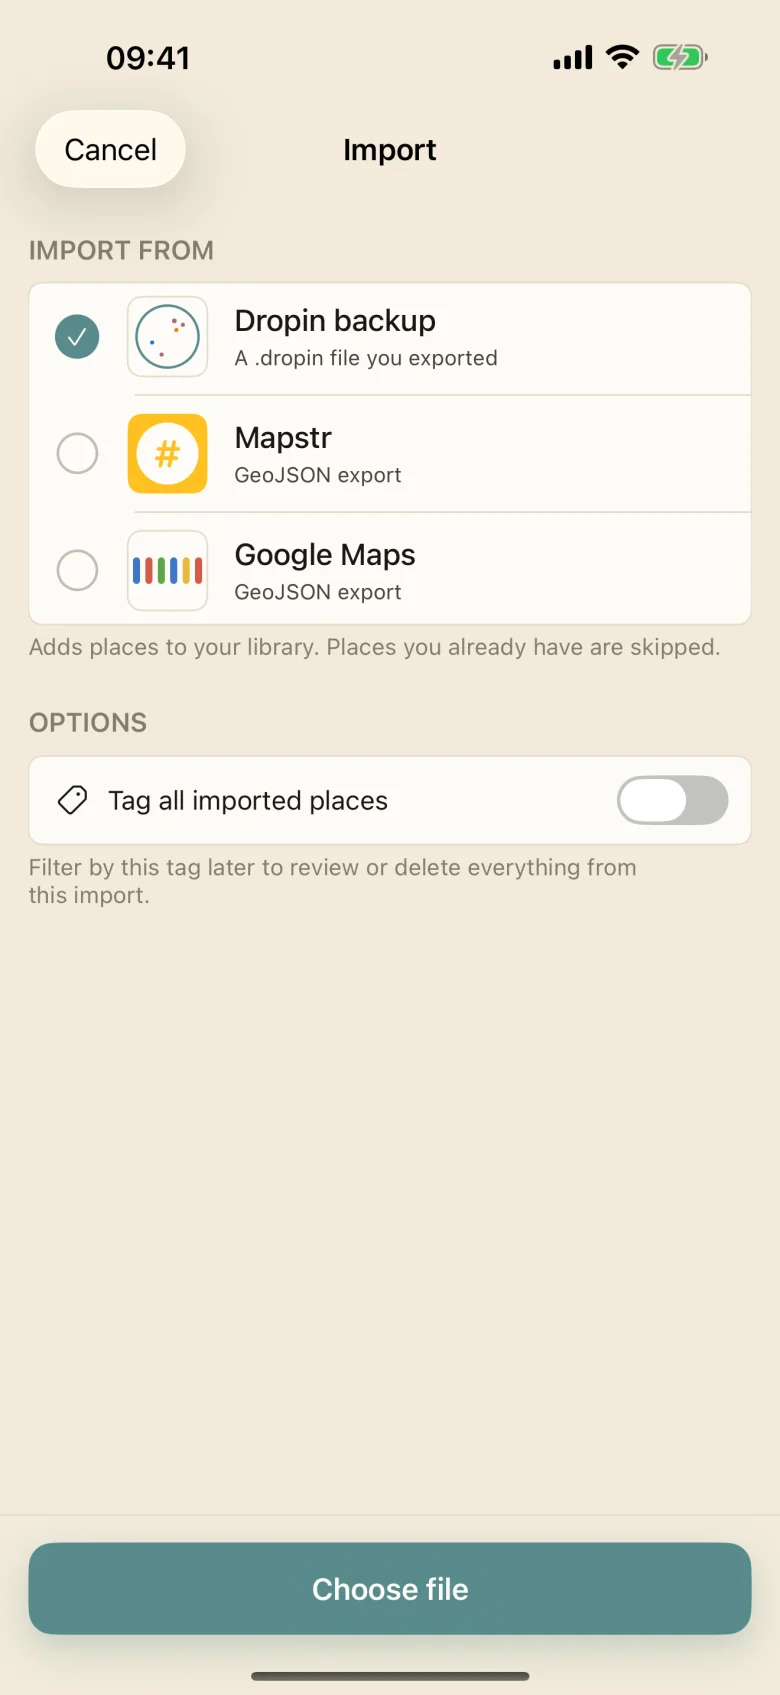 09:41
Cancel
Import
IMPORT FROM
Dropin backup
A .dropin file you exported
#
Mapstr
GeoJSON export
Google Maps
GeoJSON export
Adds places to your library. Places you already have are skipped.
OPTIONS
Tag all imported places
Filter by this tag later to review or delete everything from
this import.
Choose file